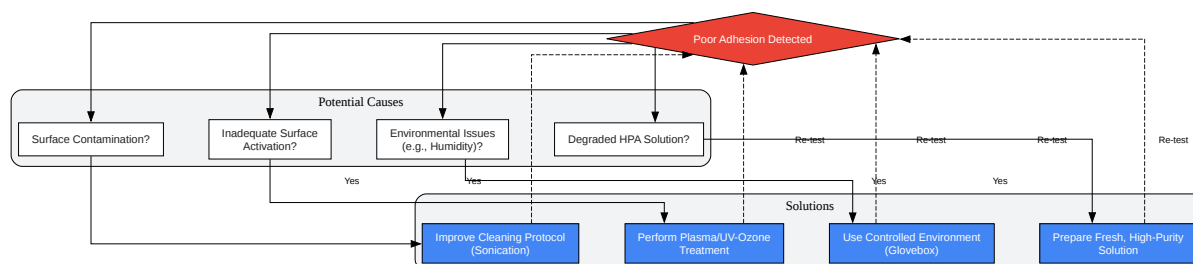 Poor Adhesion Detected
Potential Causes
Surface Contamination?
Inadequate Surface
Activation?
Environmental Issues
(e.g., Humidity)?
Degraded HPA Solution?
Re-test
Re-test
Re-test
Re-test
Yes
Yes
Yes
Yes
Solutions
Improve Cleaning Protocol
(Sonication)
Perform Plasma/UV-Ozone
Treatment
Use Controlled Environment
(Glovebox)
Prepare Fresh, High-Purity
Solution